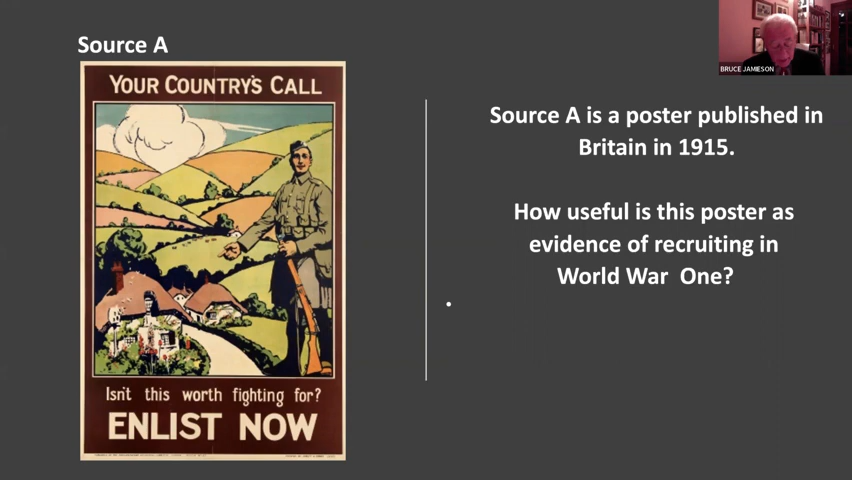 Source A
YOUR COUNTRY'S CALL
Isn't this worth fighting for?
ENLIST NOW
Source A is a poster published in
Britain in 1915.
How useful is this poster as
evidence of recruiting in
World War One?
BRUCE JAMIESON